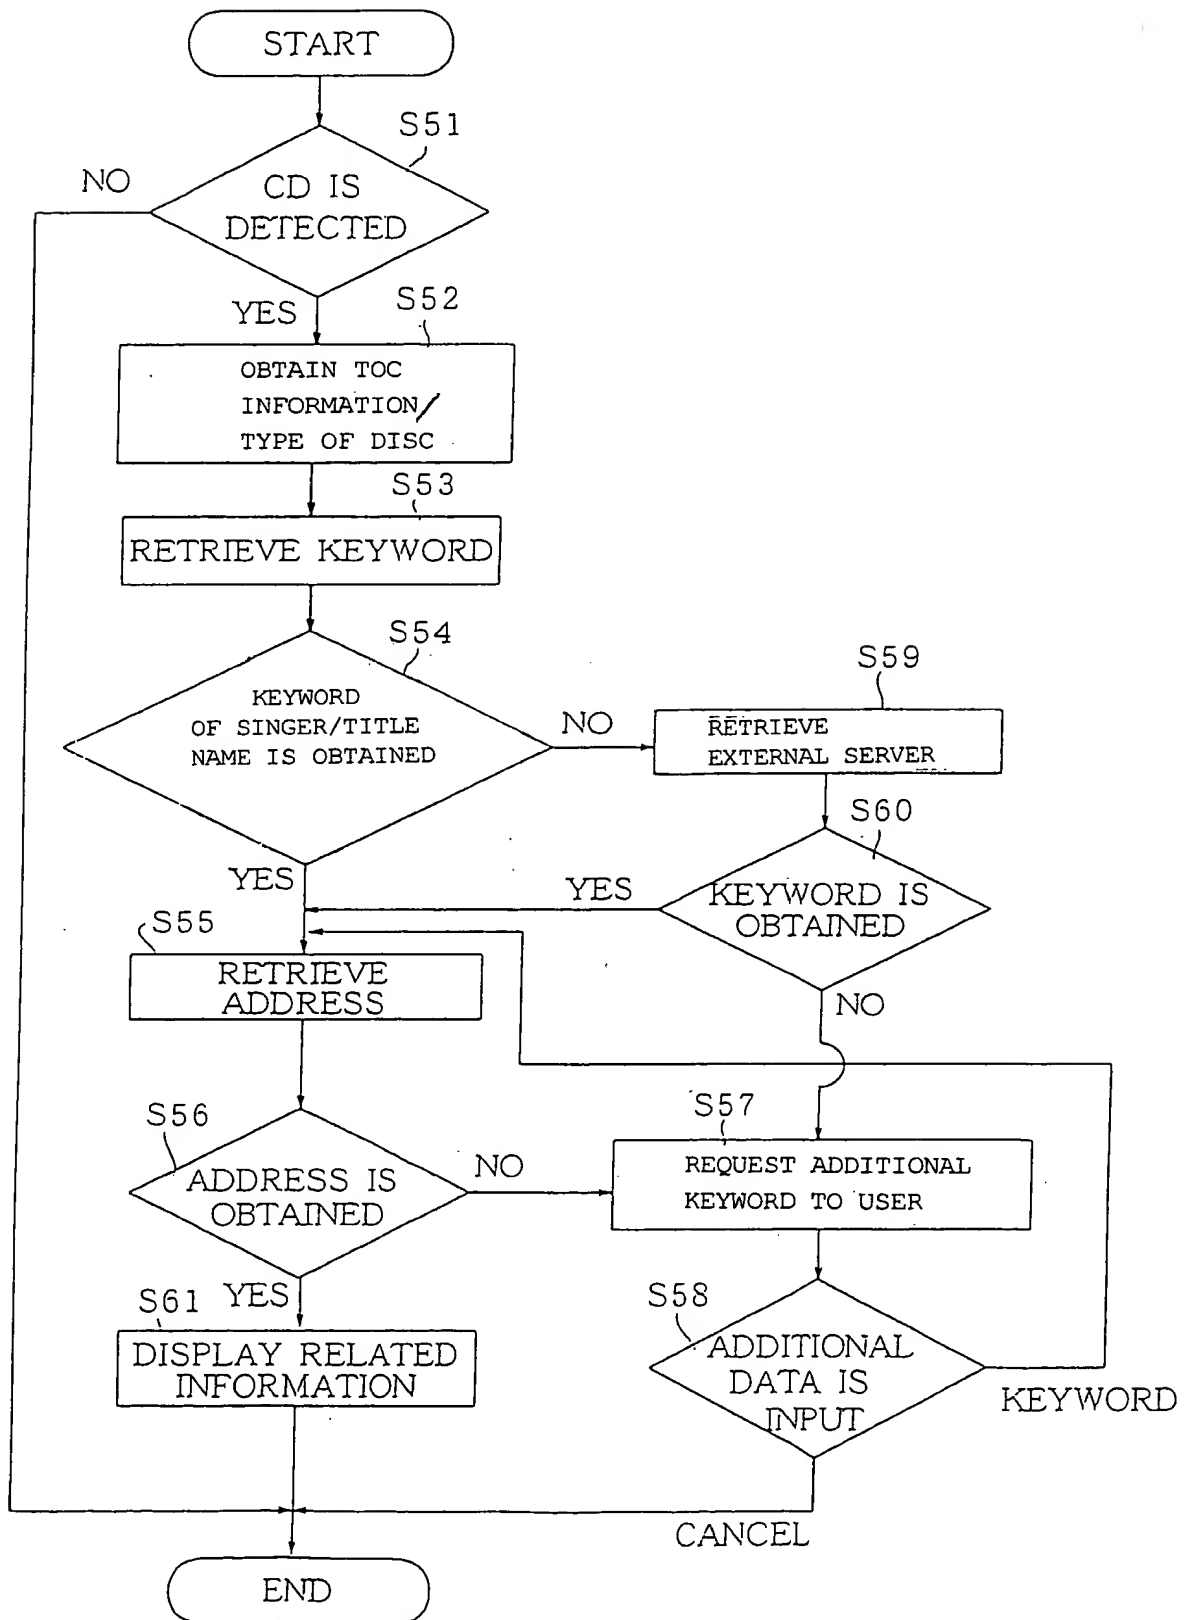 START
S51
NO
CD IS
DETECTED
YES
S52
OBTAIN TOC
INFORMATION/
TYPE OF DISC
S53
RETRIEVE KEYWORD
S54
KEYWORD
OF SINGER/TITLE
NAME IS OBTAINED
NO
S59
RETRIEVE
EXTERNAL SERVER
S60
YES
YES
KEYWORD IS
OBTAINED
S55
RETRIEVE
ADDRESS
NO
S56
ADDRESS IS
OBTAINED
NO
S57
REQUEST ADDITIONAL
KEYWORD TO USER
YES
S61
DISPLAY RELATED
INFORMATION
S58
ADDITIONAL
DATA IS
INPUT
KEYWORD
CANCEL
END